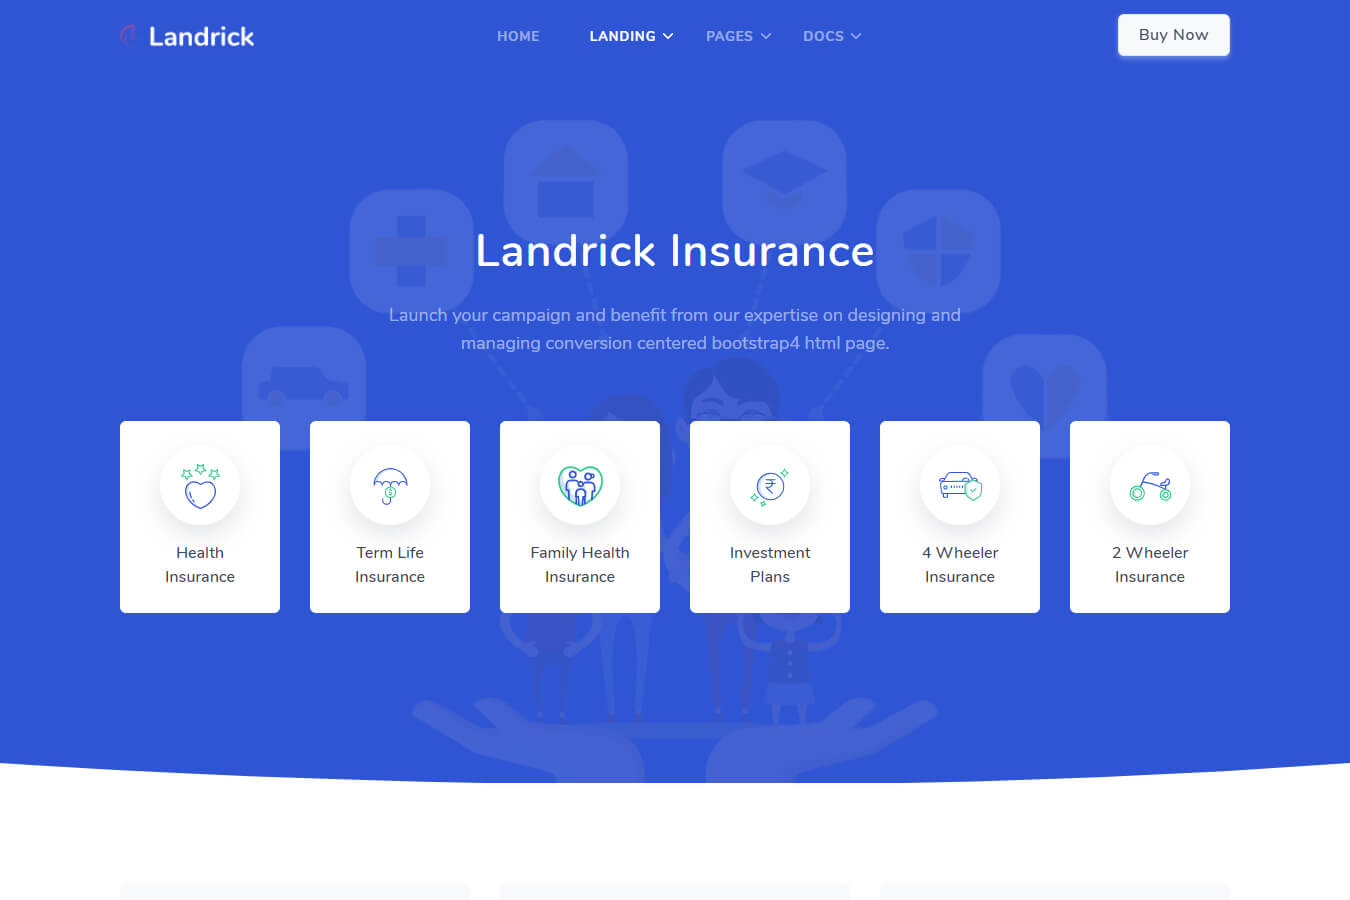 Landrick
HOME
LANDING
PAGES
DOCS
Buy Now
Landrick Insurance
Launch your campaign and benefit from our expertise on designing and
managing conversion centered bootstrap4 html page.
Health
Insurance
Term Life
Insurance
Family Health
Insurance
Investment
Plans
4 Wheeler
Insurance
2 Wheeler
Insurance